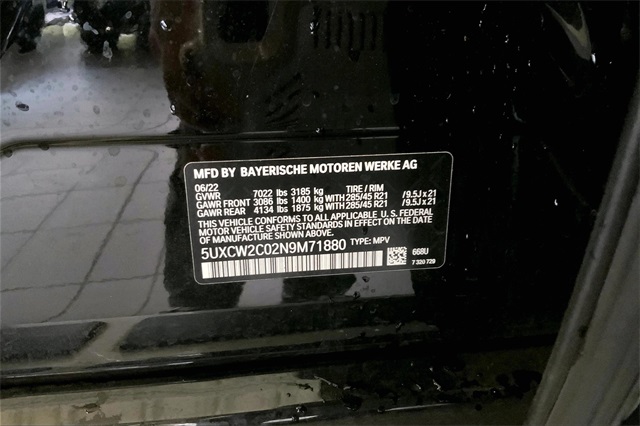 MFD BY BAYERISCHE MOTOREN WERKE AG
06/22
GVWR 7022 lbs 3185 kg TIRE / RIM
GAWR FRONT 3086 lbs 1400 kg 285/45 R21 /9.5J x 21
GAWR REAR 4134 lbs 1875 kg 285/45 R21 /9.5J x 21
THIS VEHICLE CONFORMS TO ALL APPLICABLE U.S. FEDERAL
MOTOR VEHICLE SAFETY STANDARDS IN EFFECT ON THE DATE
OF MANUFACTURE SHOWN ABOVE.
5UXCW2C02N9M71880 TYPE: MPV
668U
7 320 729